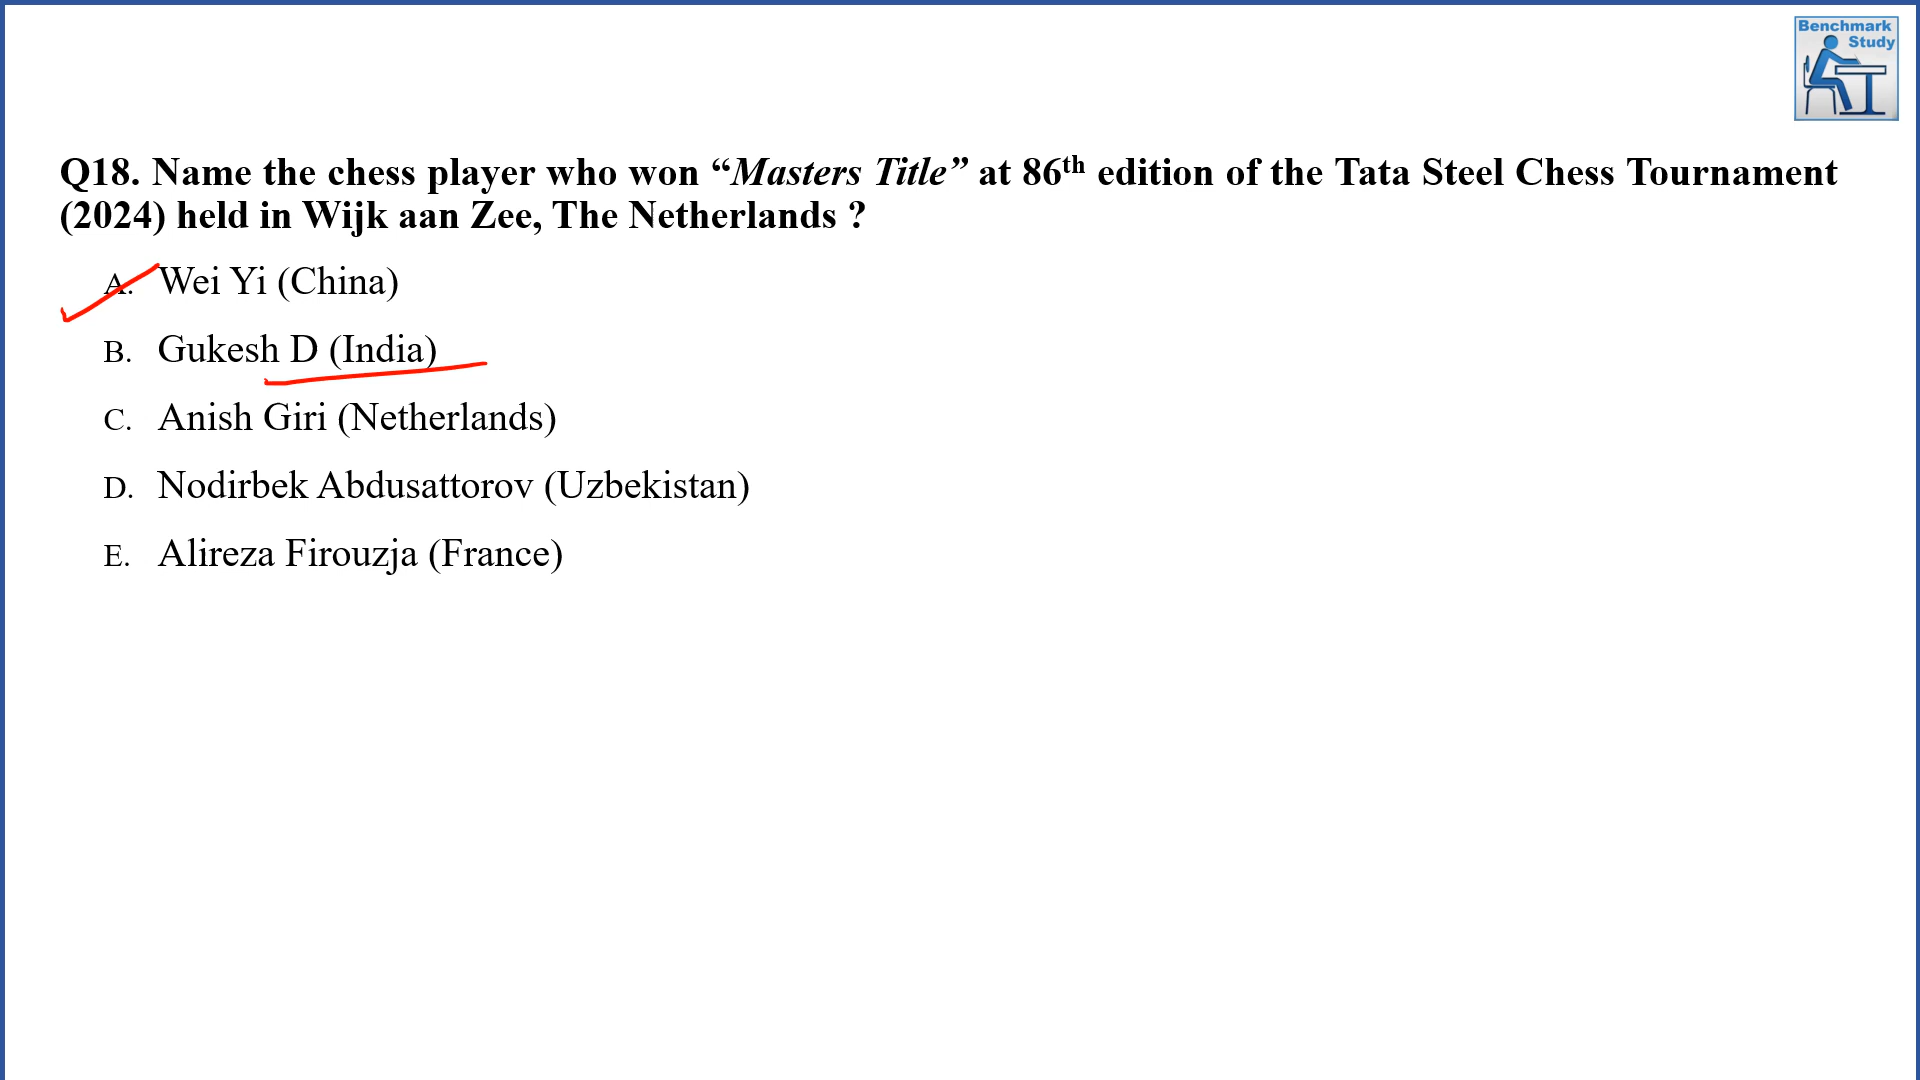 Benchmark
Study
Q18. Name the chess player who won “Masters Title” at 86th edition of the Tata Steel Chess Tournament
(2024) held in Wijk aan Zee, The Netherlands ?
A. Wei Yi (China)
B. Gukesh D (India)
C. Anish Giri (Netherlands)
D. Nodirbek Abdusattorov (Uzbekistan)
E. Alireza Firouzja (France)